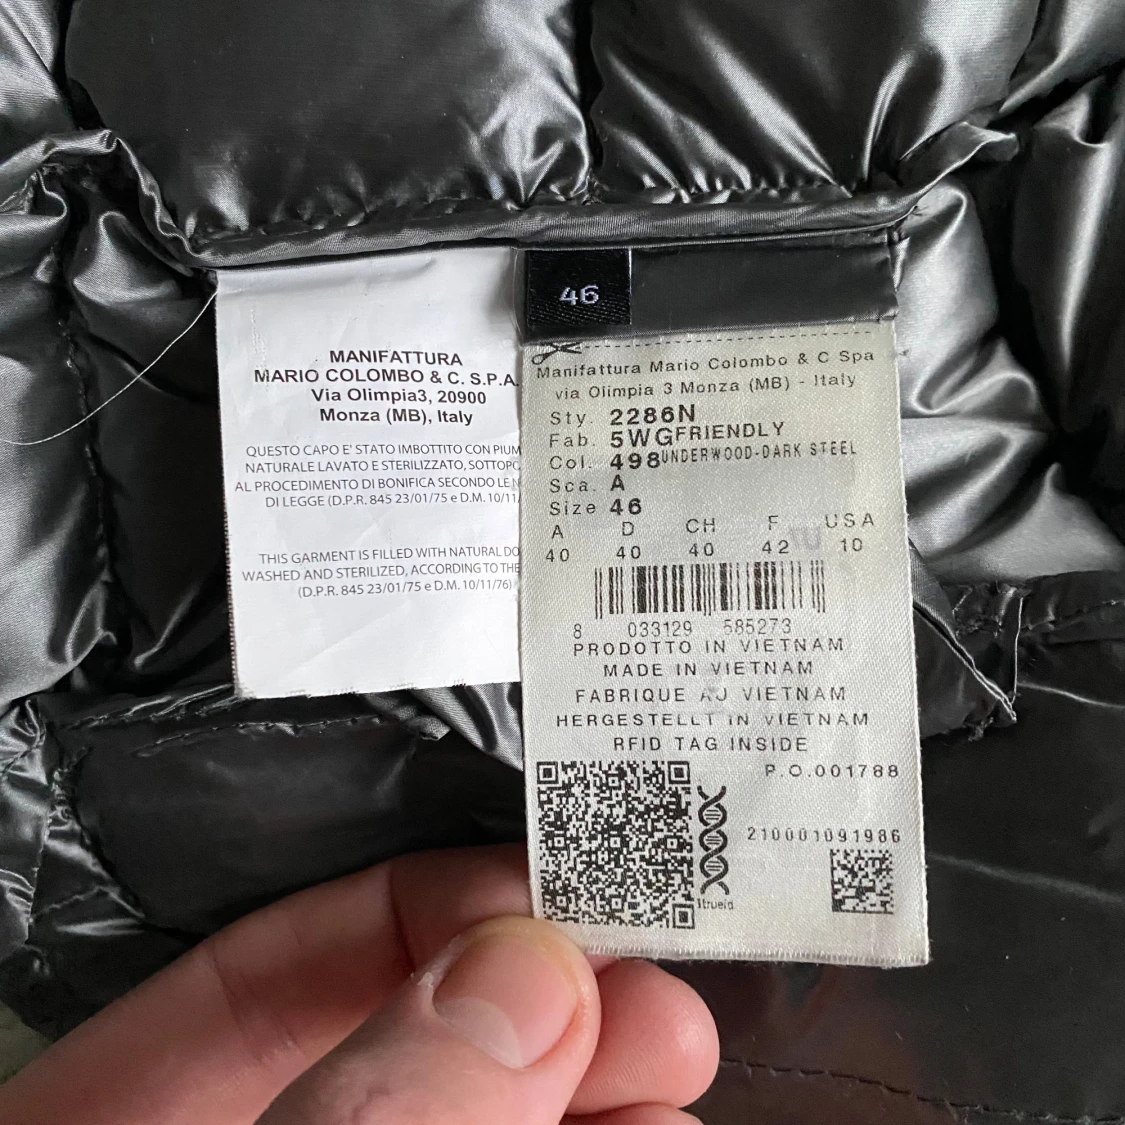 MANIFATTURA
MARIO COLOMBO & C. S.P.A.
Via Olimpia3, 20900
Monza (MB), Italy
QUESTO CAPO E' STATO IMBOTTITO CON PIUM
NATURALE LAVATO E STERILIZZATO, SOTTOPO
AL PROCEDIMENTO DI BONIFICA SECONDO LE N
DI LEGGE (D.P.R. 845 23/01/75 e D.M. 10/11/
THIS GARMENT IS FILLED WITH NATURAL DO
WASHED AND STERILIZED, ACCORDING TO THE
(D.P.R. 845 23/01/75 e D.M. 10/11/76)
46
Manifattura Mario Colombo & C Spa
via Olimpia 3 Monza (MB) - Italy
Sty. 2286N
Fab. 5WGFRIENDLY
Col. 498UNDERWOOD-DARK STEEL
Sca. A
Size 46
A D CH F USA
40 40 40 42 10
8 033129 585273
PRODOTTO IN VIETNAM
MADE IN VIETNAM
FABRIQUE AU VIETNAM
HERGESTELLT IN VIETNAM
RFID TAG INSIDE
P.O.001788
210001091986
1trueid